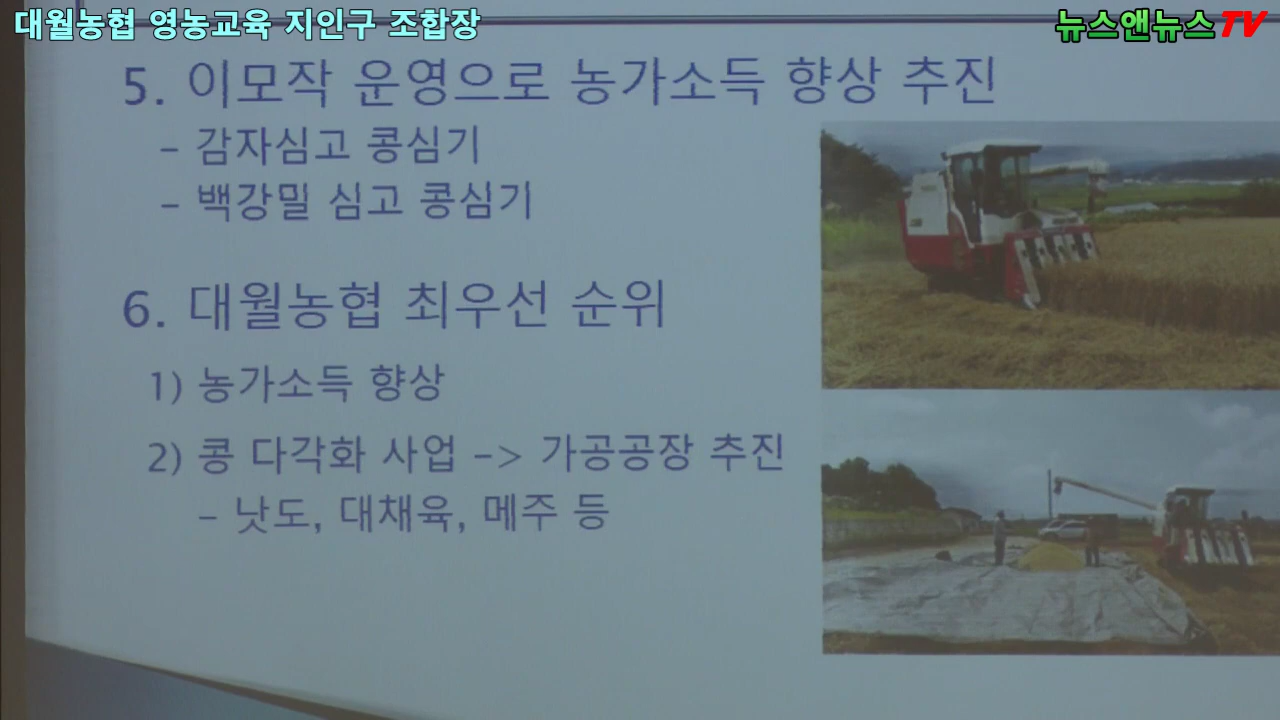 대월농협 영농교육 지인구 조합장
뉴스앤뉴스TV
5. 이모작 운영으로 농가소득 향상 추진
- 감자심고 콩심기
- 백강밀 심고 콩심기
6. 대월농협 최우선 순위
1) 농가소득 향상
2) 콩 다각화 사업 -> 가공공장 추진
- 낫도, 대채육, 메주 등